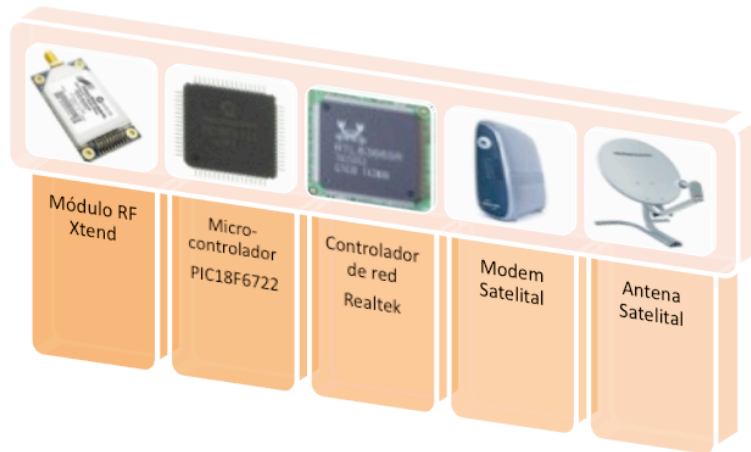 Módulo RF
Xtend
Micro-
controlador
PIC18F6722
Controlador
de red
Realtek
Modem
Satelital
Antena
Satelital